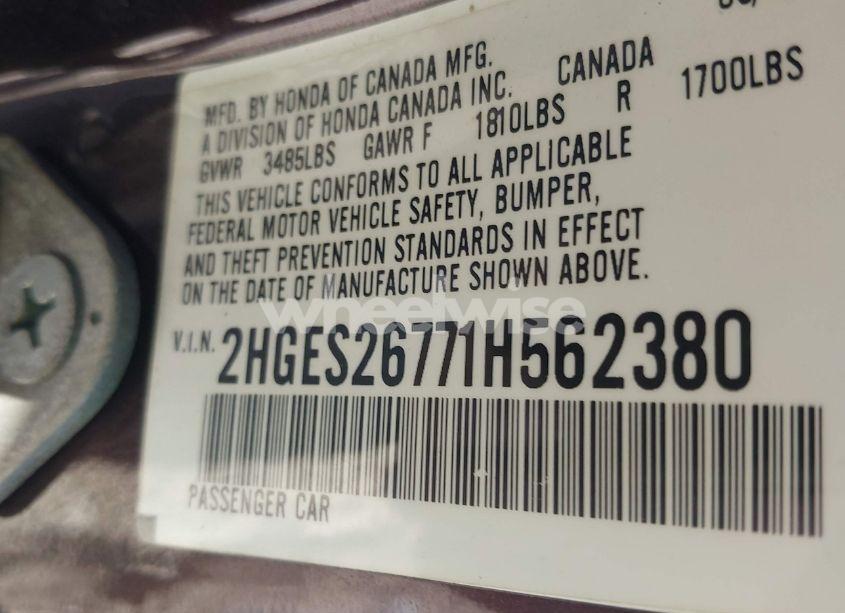 MFD. BY HONDA OF CANADA MFG.
A DIVISION OF HONDA CANADA INC. CANADA
GVWR 3485LBS GAWR F 1810LBS R 1700LBS
THIS VEHICLE CONFORMS TO ALL APPLICABLE
FEDERAL MOTOR VEHICLE SAFETY, BUMPER,
AND THEFT PREVENTION STANDARDS IN EFFECT
ON THE DATE OF MANUFACTURE SHOWN ABOVE.
wheelwise
V.I.N. 2HGES26771H562380
PASSENGER CAR